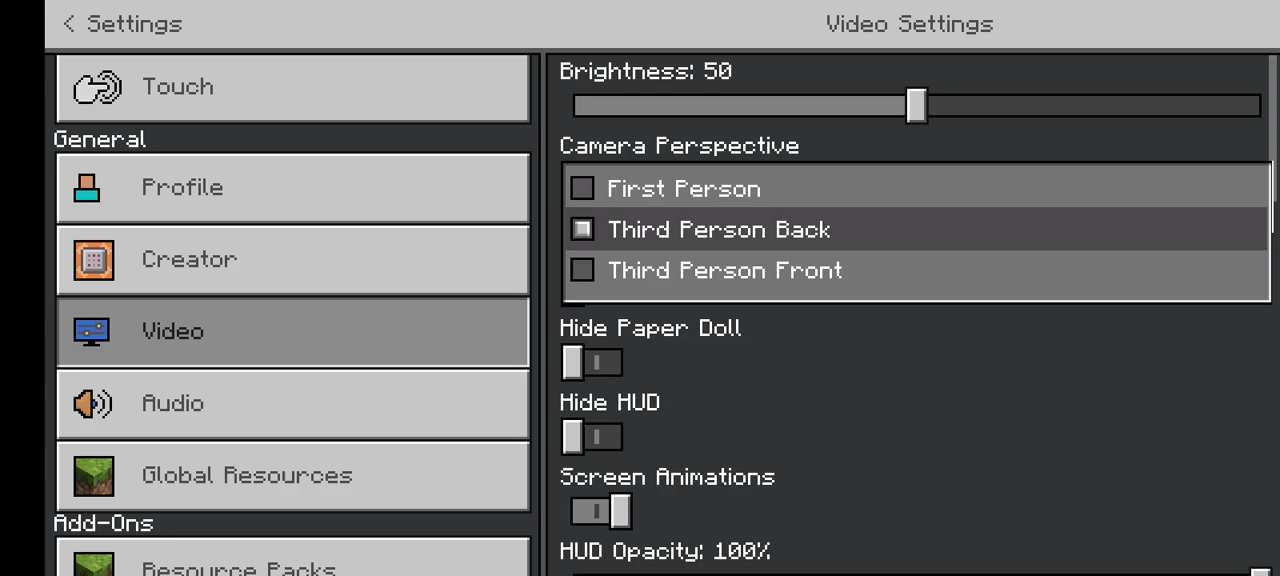 Settings
Video Settings
Touch
General
Profile
Creator
Video
Audio
Global Resources
Add-Ons
Resource Packs
Brightness: 50
Camera Perspective
First Person
Third Person Back
Third Person Front
Hide Paper Doll
Hide HUD
Screen Animations
HUD Opacity: 100%